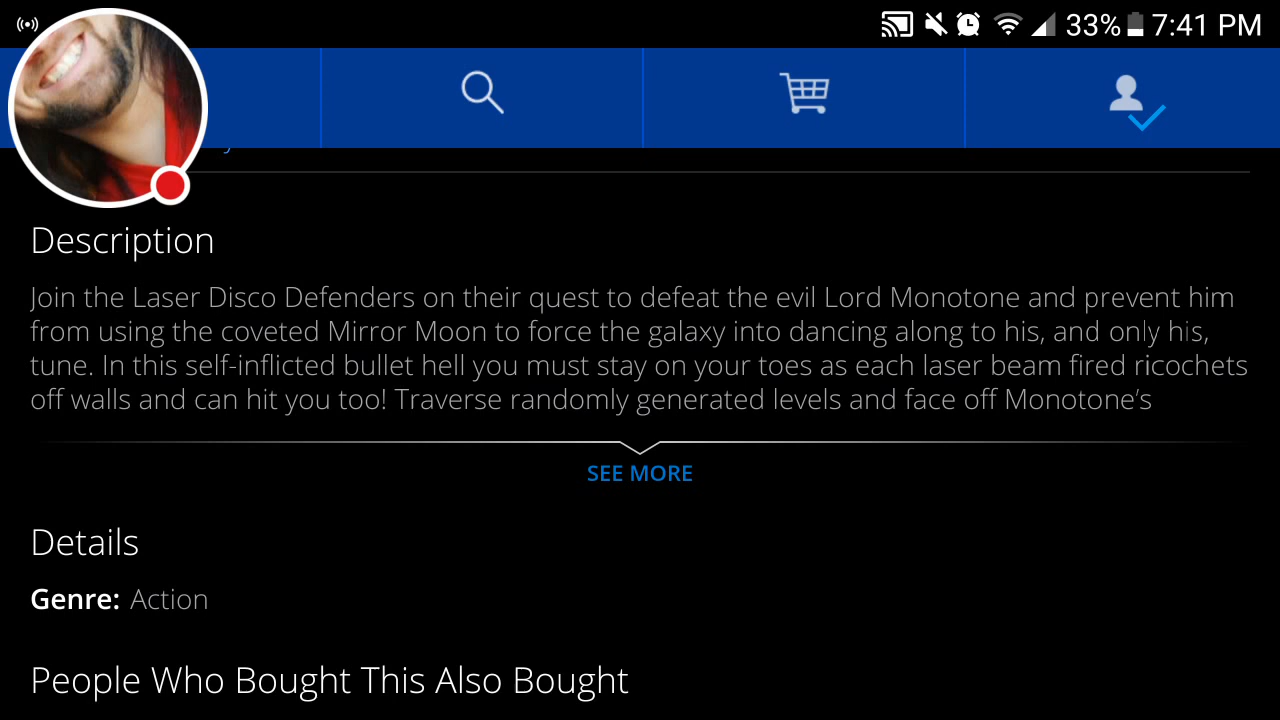 33% 7:41 PM
Description
Join the Laser Disco Defenders on their quest to defeat the evil Lord Monotone and prevent him
from using the coveted Mirror Moon to force the galaxy into dancing along to his, and only his,
tune. In this self-inflicted bullet hell you must stay on your toes as each laser beam fired ricochets
off walls and can hit you too! Traverse randomly generated levels and face off Monotone’s
SEE MORE
Details
Genre: Action
People Who Bought This Also Bought